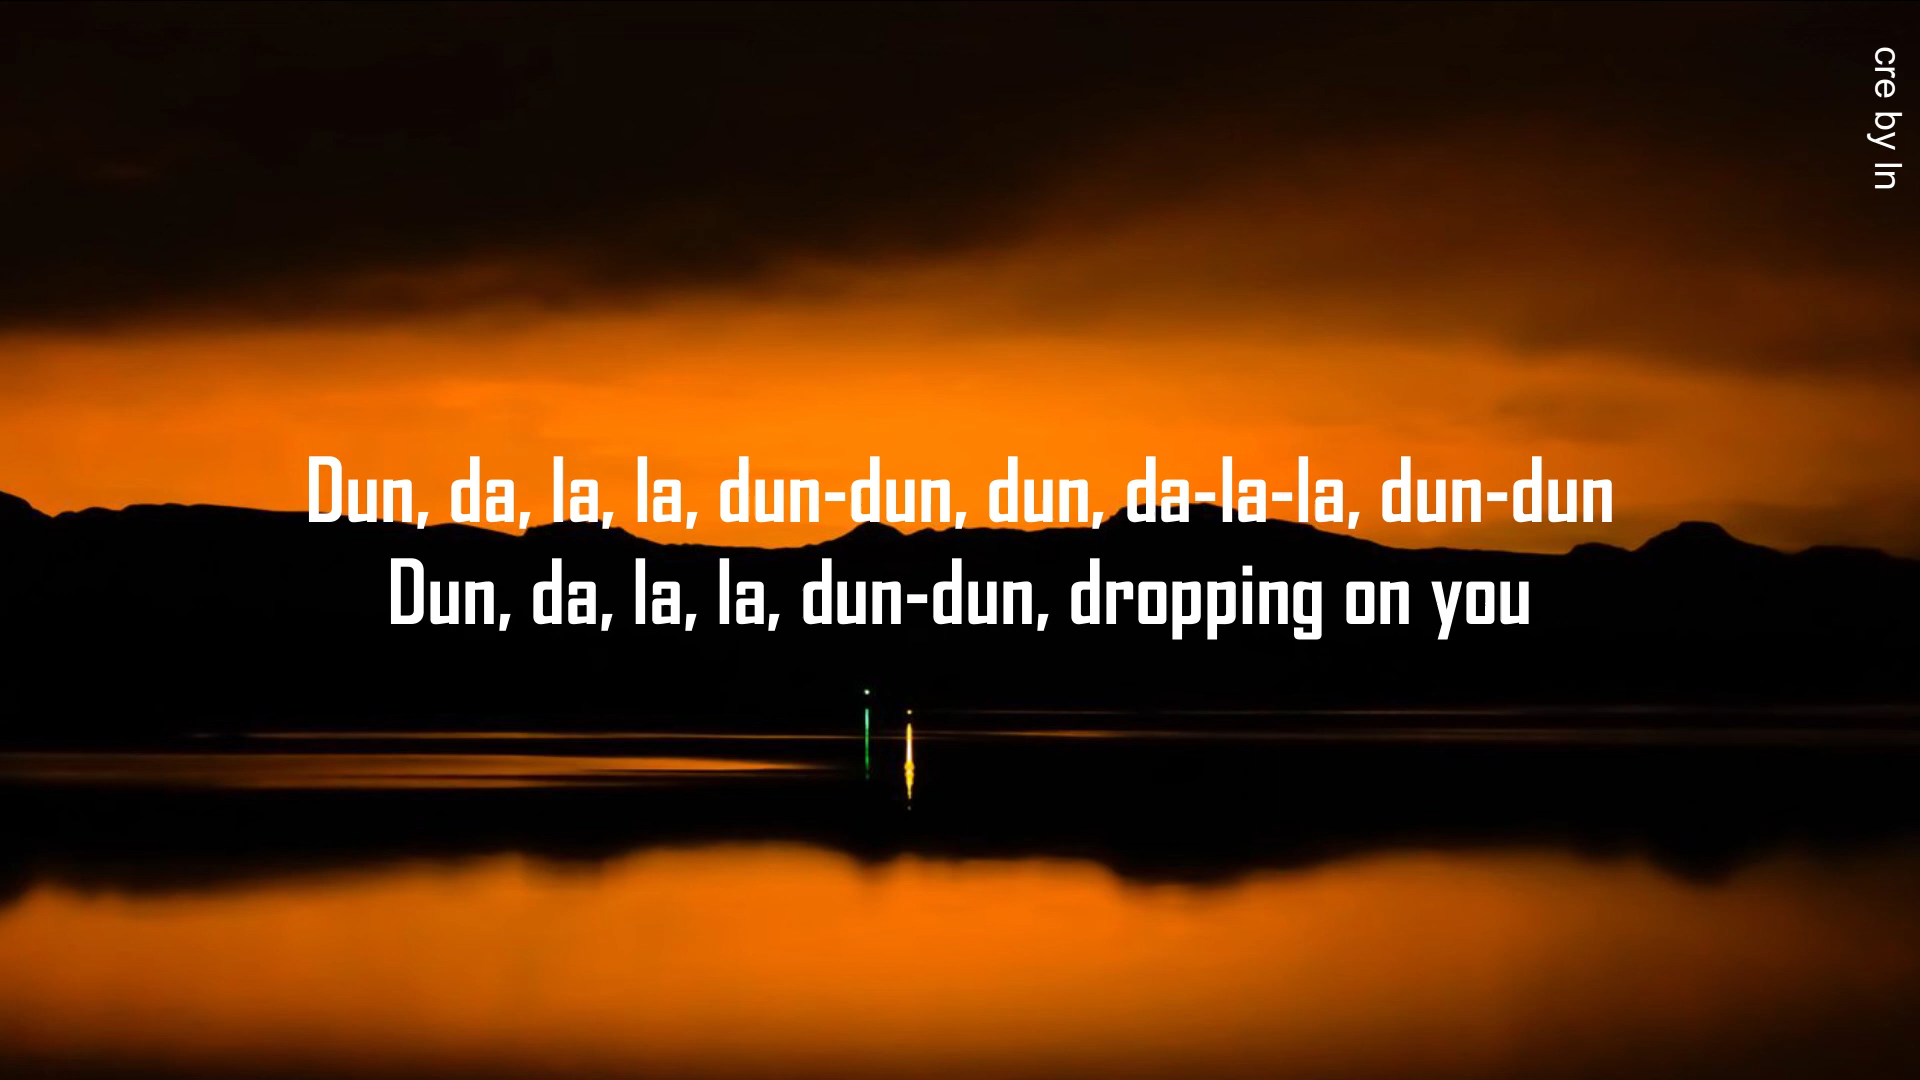 Dun, da, la, la, dun-dun, dun, da-la-la, dun-dun
Dun, da, la, la, dun-dun, dropping on you
cre by ln